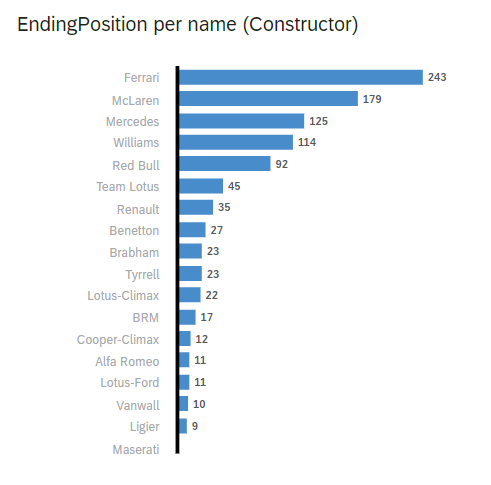 EndingPosition per name (Constructor)
Ferrari 243
McLaren 179
Mercedes 125
Williams 114
Red Bull 92
Team Lotus 45
Renault 35
Benetton 27
Brabham 23
Tyrrell 23
Lotus-Climax 22
BRM 17
Cooper-Climax 12
Alfa Romeo 11
Lotus-Ford 11
Vanwall 10
Ligier 9
Maserati